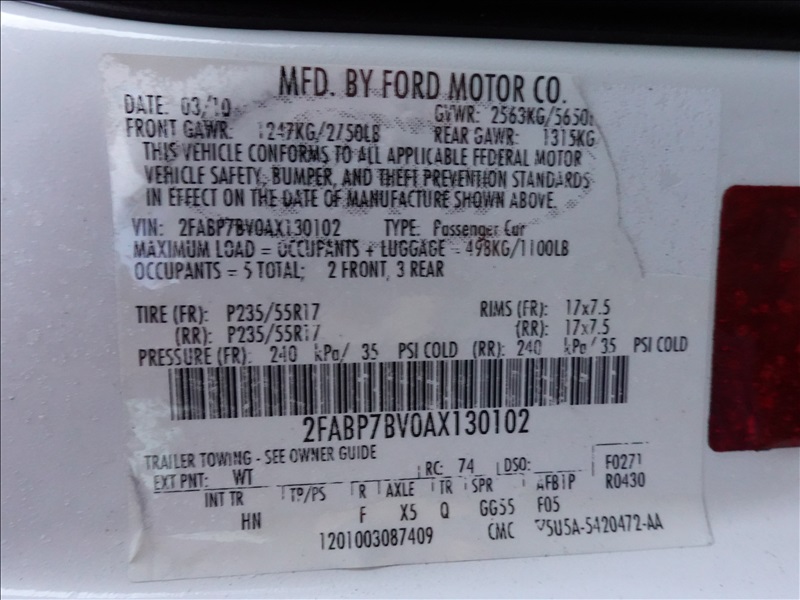 MFD. BY FORD MOTOR CO.
DATE: 03/10 GVWR: 2563KG/5650
FRONT GAWR: 1247KG/2750LB REAR GAWR: 1315KG
THIS VEHICLE CONFORMS TO ALL APPLICABLE FEDERAL MOTOR
VEHICLE SAFETY, BUMPER, AND THEFT PREVENTION STANDARDS
IN EFFECT ON THE DATE OF MANUFACTURE SHOWN ABOVE.
VIN: 2FABP7BV0AX130102 TYPE: Passenger Car
MAXIMUM LOAD = OCCUPANTS + LUGGAGE = 498KG/1100LB
OCCUPANTS = 5 TOTAL; 2 FRONT, 3 REAR
TIRE (FR): P235/55R17 RIMS (FR): 17x7.5
(RR): P235/55R17 (RR): 17x7.5
PRESSURE (FR): 240 kPa/ 35 PSI COLD (RR): 240 kPa/ 35 PSI COLD
2FABP7BV0AX130102
TRAILER TOWING - SEE OWNER GUIDE
EXT PNT: WT RC: 74 DSO: F0271
INT TR TP/PS R AXLE TR SPR AFB1P R0430
HN F X5 Q GG55 F05
1201003087409 CMC 5U5A-5420472-AA